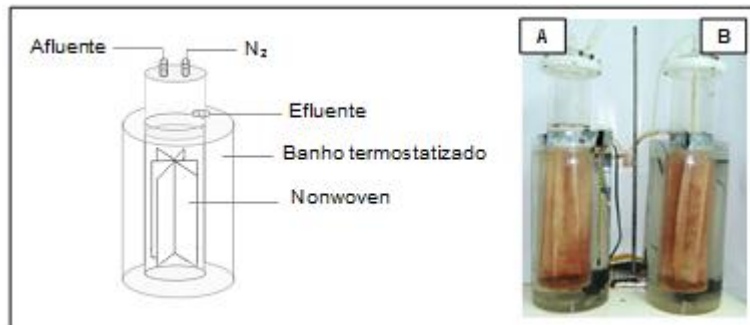 Afluente
N₂
Efluente
Banho termostatizado
Nonwoven
A
B